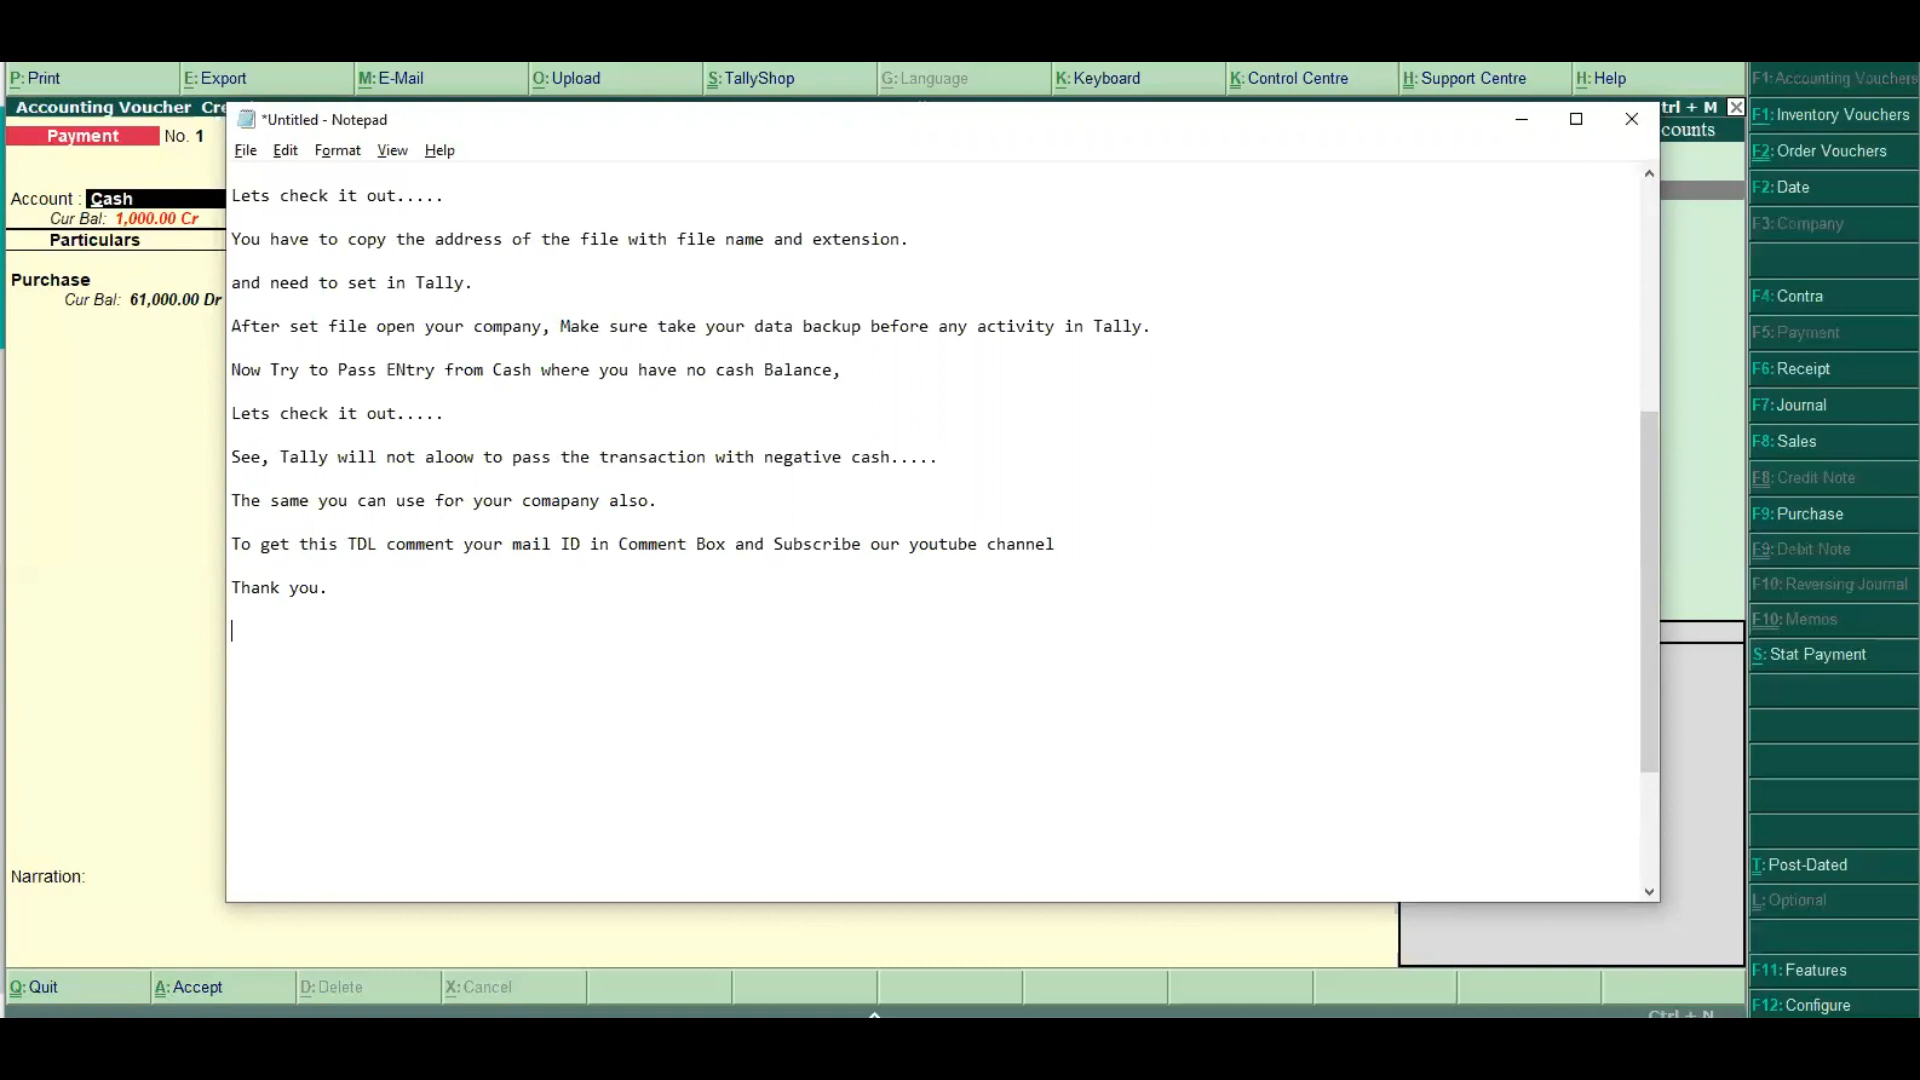 P: Print
E: Export
M: E-Mail
O: Upload
S: TallyShop
G: Language
K: Keyboard
K: Control Centre
H: Support Centre
H: Help
F1: Accounting Vouchers
Accounting Voucher Cre
trl + M
Payment
No. 1
counts
Account : Cash
Cur Bal: 1,000.00 Cr
Particulars
Purchase
Cur Bal: 61,000.00 Dr
Narration:
*Untitled - Notepad
File Edit Format View Help
Lets check it out.....
You have to copy the address of the file with file name and extension.
and need to set in Tally.
After set file open your company, Make sure take your data backup before any activity in Tally.
Now Try to Pass ENtry from Cash where you have no cash Balance,
Lets check it out.....
See, Tally will not aloow to pass the transaction with negative cash.....
The same you can use for your comapany also.
To get this TDL comment your mail ID in Comment Box and Subscribe our youtube channel
Thank you.
F1: Inventory Vouchers
F2: Order Vouchers
F2: Date
F3: Company
F4: Contra
F5: Payment
F6: Receipt
F7: Journal
F8: Sales
F8: Credit Note
F9: Purchase
F9: Debit Note
F10: Reversing Journal
F10: Memos
S: Stat Payment
T: Post-Dated
L: Optional
F11: Features
F12: Configure
Q: Quit
A: Accept
D: Delete
X: Cancel
Ctrl + N